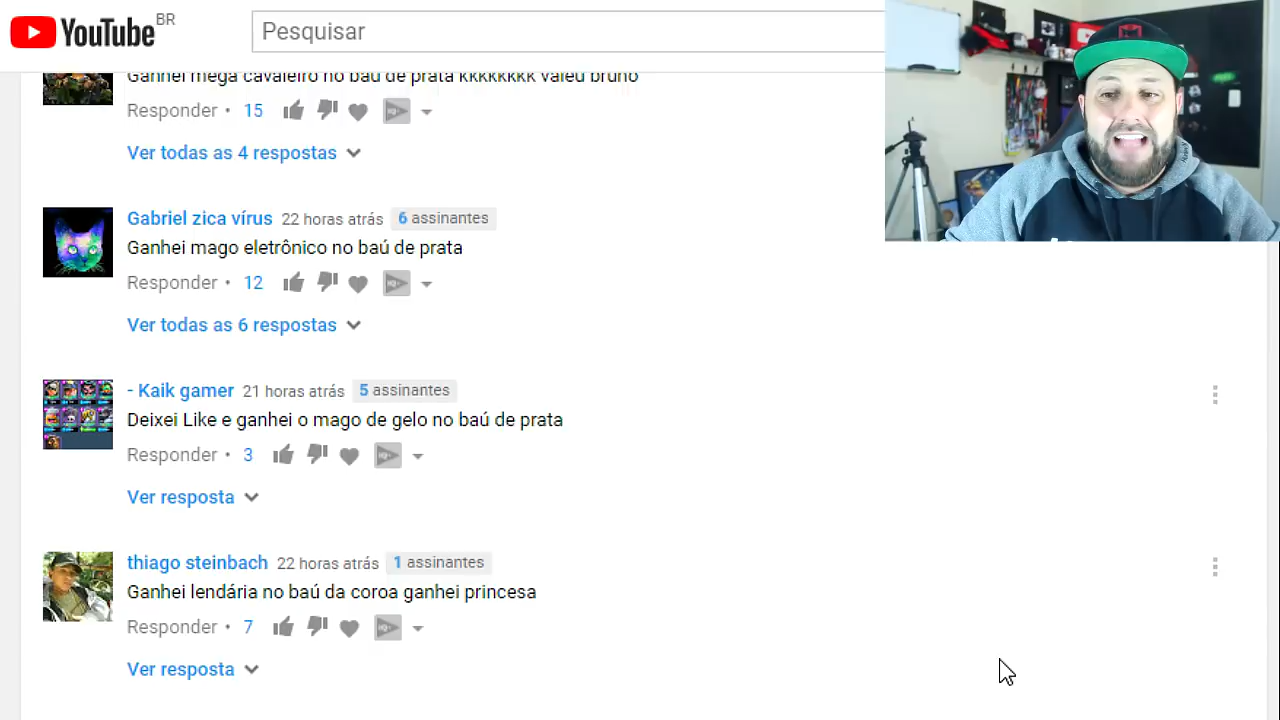 YouTube BR
Pesquisar
Ganhei mega cavaleiro no baú de prata kkkkkkkk valeu bruno
Responder • 15
Ver todas as 4 respostas
Gabriel zica vírus 22 horas atrás 6 assinantes
Ganhei mago eletrônico no baú de prata
Responder • 12
Ver todas as 6 respostas
- Kaik gamer 21 horas atrás 5 assinantes
Deixei Like e ganhei o mago de gelo no baú de prata
Responder • 3
Ver resposta
thiago steinbach 22 horas atrás 1 assinantes
Ganhei lendária no baú da coroa ganhei princesa
Responder • 7
Ver resposta